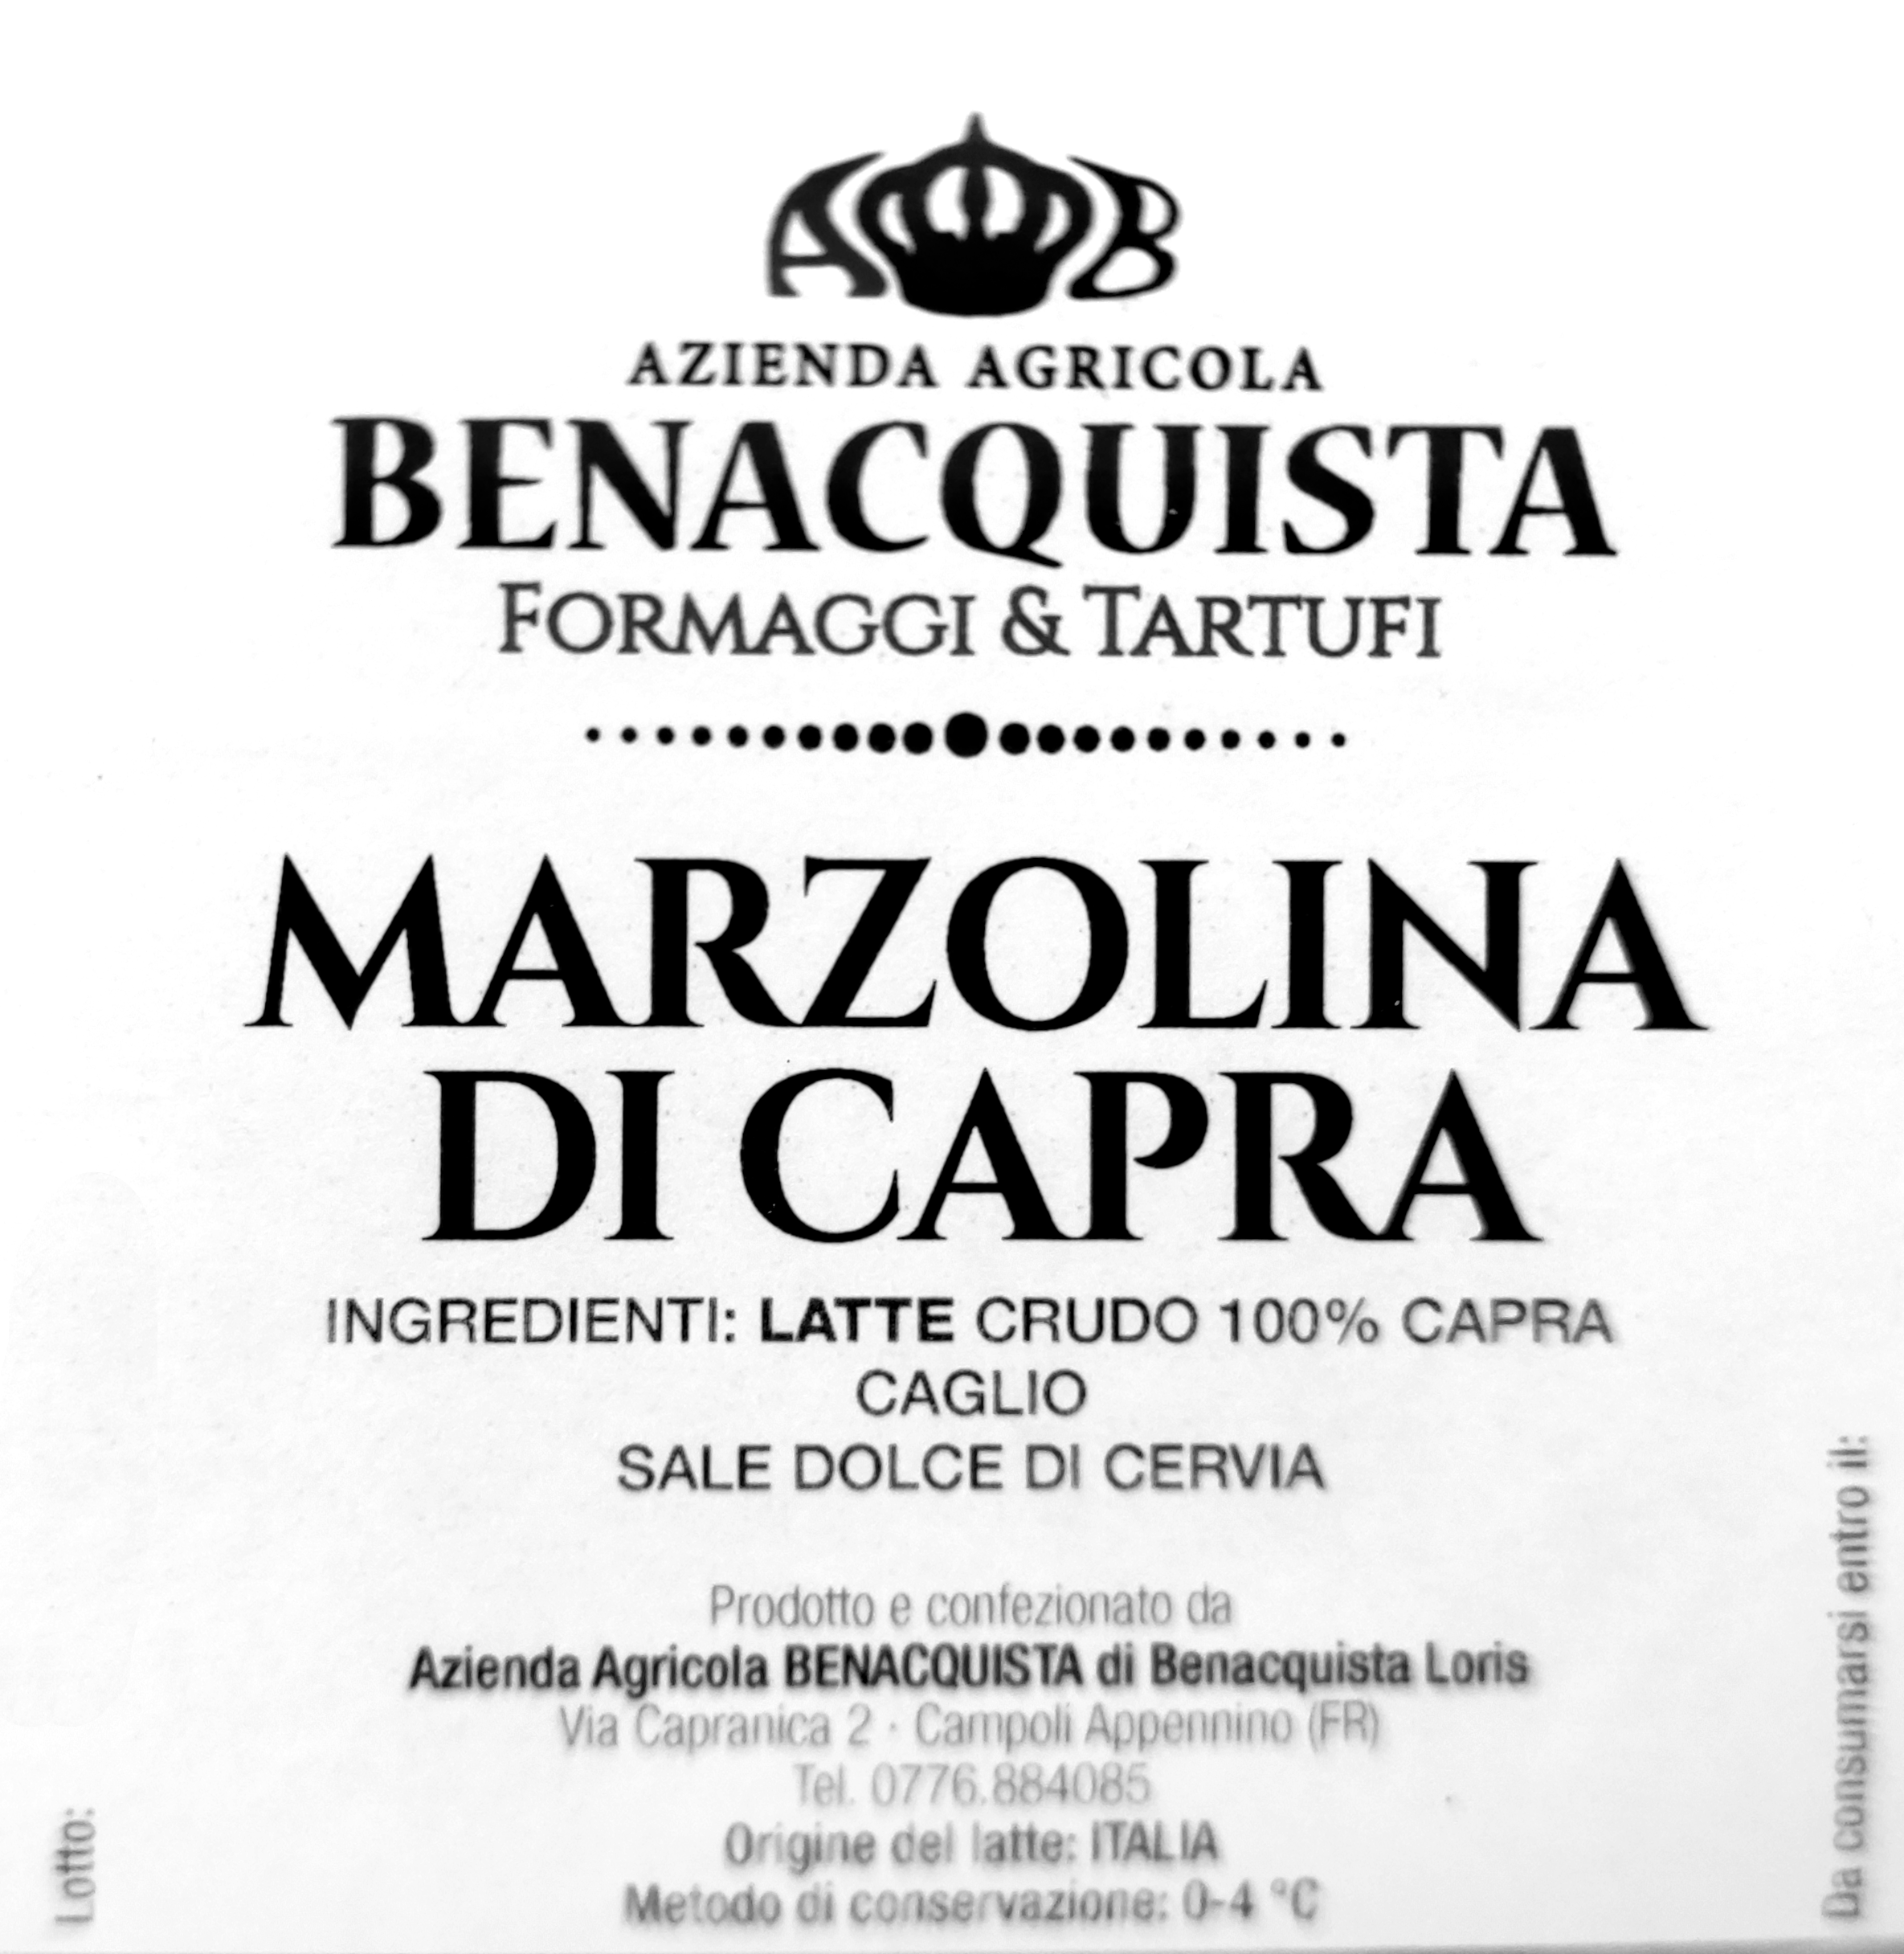 A B
AZIENDA AGRICOLA
BENACQUISTA
FORMAGGI & TARTUFI
MARZOLINA
DI CAPRA
INGREDIENTI: LATTE CRUDO 100% CAPRA
CAGLIO
SALE DOLCE DI CERVIA
Prodotto e confezionato da
Azienda Agricola BENACQUISTA di Benacquista Loris
Via Capranica 2 · Campoli Appennino (FR)
Tel. 0776.884085
Origine del latte: ITALIA
Metodo di conservazione: 0-4 °C
Lotto:
Da consumarsi entro il: